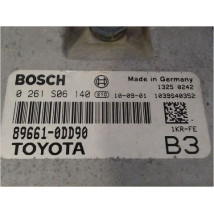 BOSCH Made in Germany
1325 0242
0 261 S06 140 STD 10-09-01 1039S40352
89661-0DD90 1KR-FE
TOYOTA B3